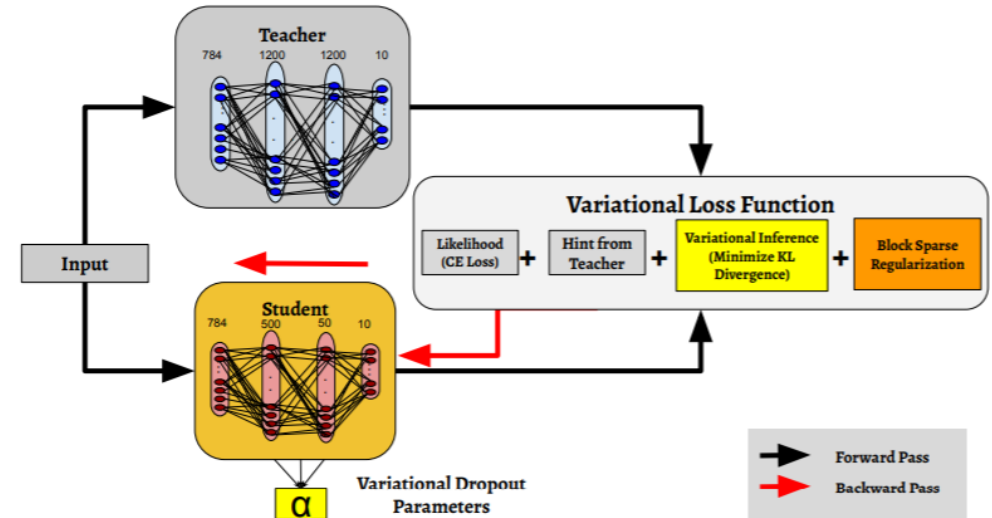 Teacher
784 1200 1200 10
Variational Loss Function
Likelihood
(CE Loss)
+
Hint from
Teacher
+
Variational Inference
(Minimize KL
Divergence)
+
Block Sparse
Regularization
Input
Student
784 500 50 10
α
Variational Dropout
Parameters
Forward Pass
Backward Pass